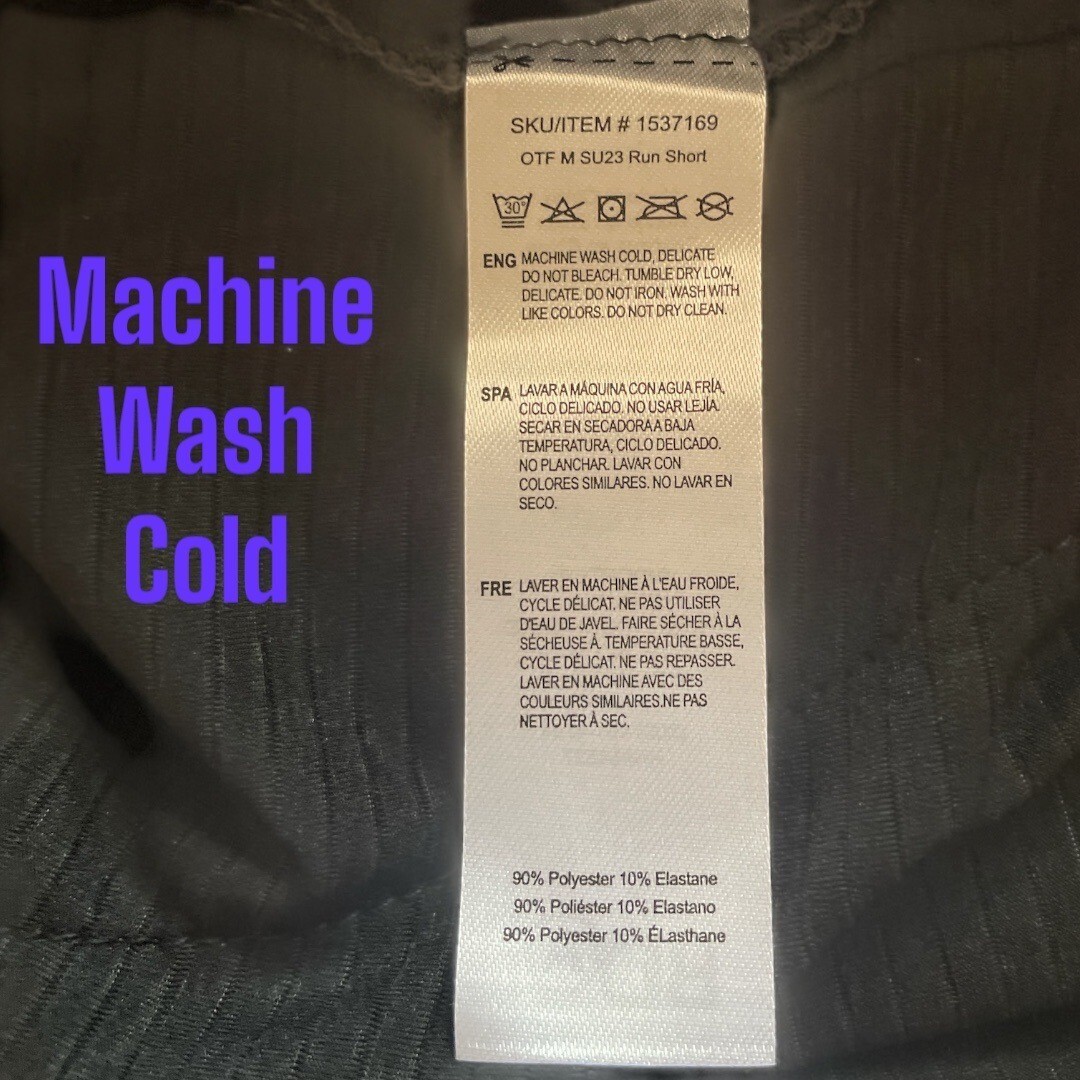 Machine
Wash
Cold
SKU/ITEM # 1537169
OTF M SU23 Run Short
30°
ENG MACHINE WASH COLD, DELICATE
DO NOT BLEACH. TUMBLE DRY LOW,
DELICATE. DO NOT IRON. WASH WITH
LIKE COLORS. DO NOT DRY CLEAN.
SPA LAVAR A MÁQUINA CON AGUA FRÍA,
CICLO DELICADO. NO USAR LEJÍA.
SECAR EN SECADORA A BAJA
TEMPERATURA, CICLO DELICADO.
NO PLANCHAR. LAVAR CON
COLORES SIMILARES. NO LAVAR EN
SECO.
FRE LAVER EN MACHINE À L'EAU FROIDE,
CYCLE DÉLICAT. NE PAS UTILISER
D'EAU DE JAVEL. FAIRE SÉCHER À LA
SÉCHEUSE À. TEMPERATURE BASSE,
CYCLE DÉLICAT. NE PAS REPASSER.
LAVER EN MACHINE AVEC DES
COULEURS SIMILAIRES.NE PAS
NETTOYER À SEC.
90% Polyester 10% Elastane
90% Poliéster 10% Elastano
90% Polyester 10% ÉLasthane